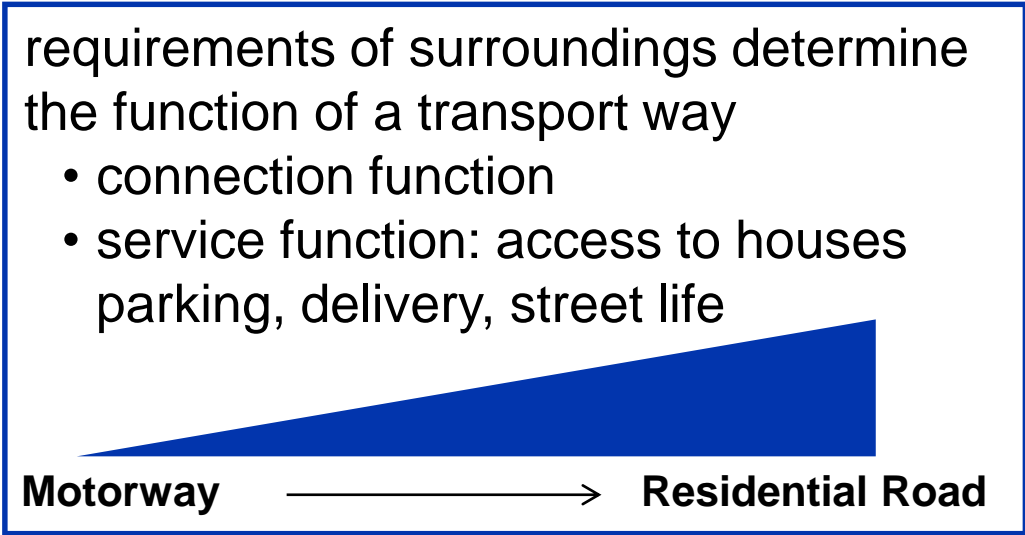 requirements of surroundings determine
the function of a transport way
• connection function
• service function: access to houses
parking, delivery, street life
Motorway Residential Road